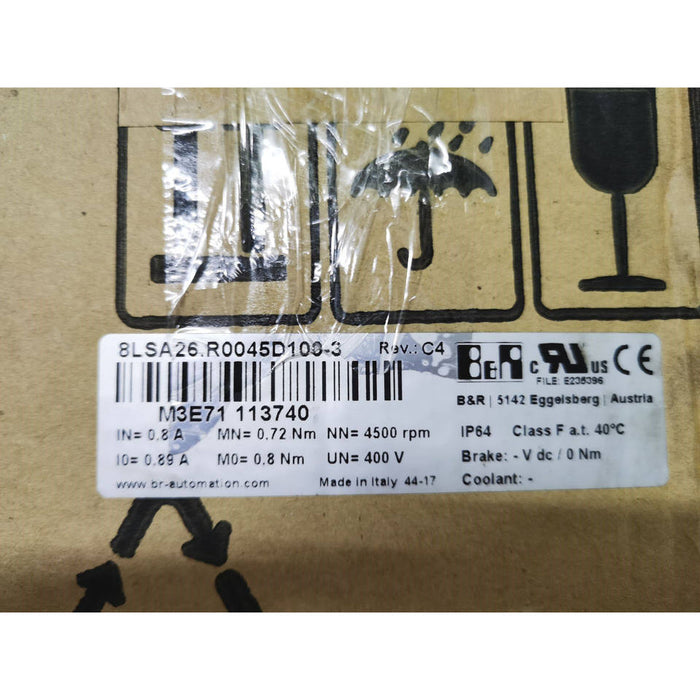 8LSA26.R0045D100-3 Rev.: C4
B&R c RU us CE
FILE: E235396
M3E71 113740
B&R | 5142 Eggelsberg | Austria
IN= 0,8 A MN= 0,72 Nm NN= 4500 rpm
IP64 Class F a.t. 40°C
I0= 0,89 A M0= 0,8 Nm UN= 400 V
Brake: - V dc / 0 Nm
www.br-automation.com Made in Italy 44-17
Coolant: -